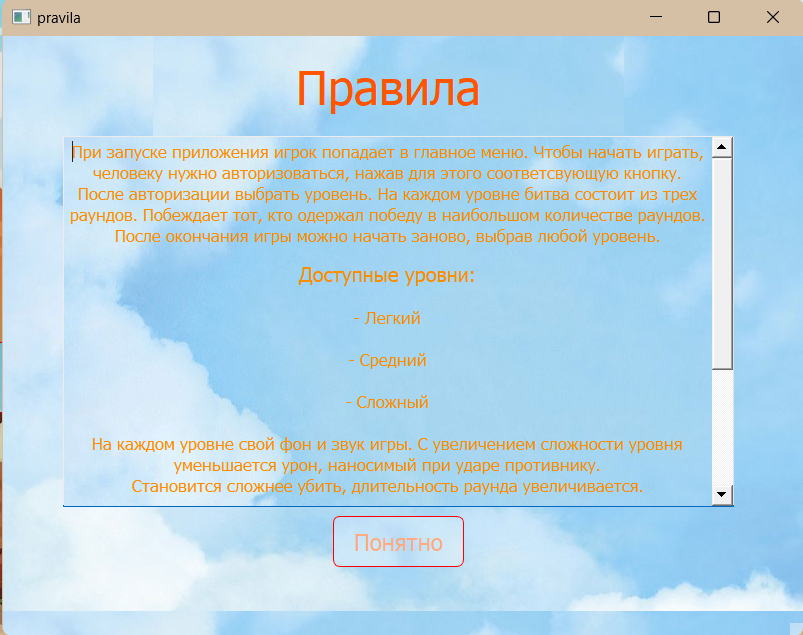 pravila
Правила
При запуске приложения игрок попадает в главное меню. Чтобы начать играть,
человеку нужно авторизоваться, нажав для этого соответсвующую кнопку.
После авторизации выбрать уровень. На каждом уровне битва состоит из трех
раундов. Побеждает тот, кто одержал победу в наибольшом количестве раундов.
После окончания игры можно начать заново, выбрав любой уровень.
Доступные уровни:
- Легкий
- Средний
- Сложный
На каждом уровне свой фон и звук игры. С увеличением сложности уровня
уменьшается урон, наносимый при ударе противнику.
Становится сложнее убить, длительность раунда увеличивается.
Понятно